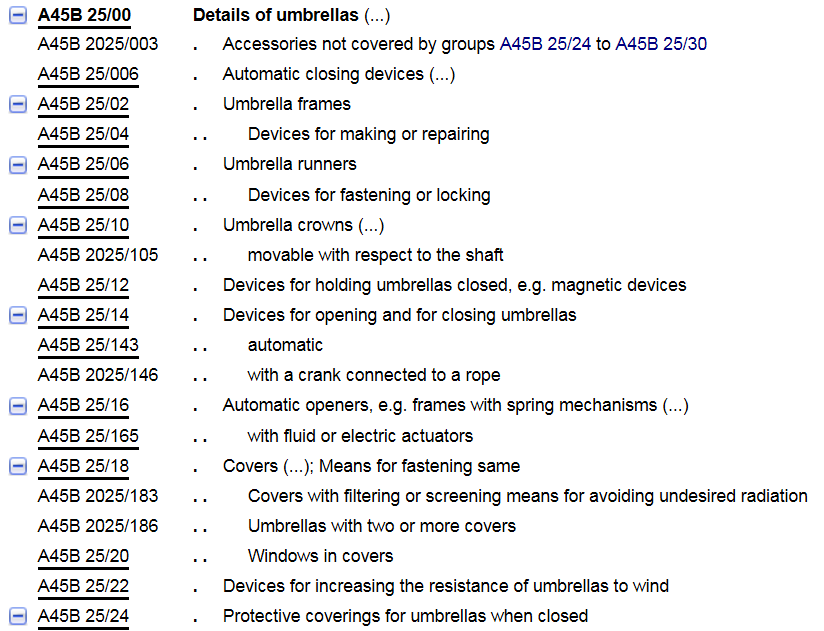 A45B 25/00 Details of umbrellas (...)
A45B 2025/003 . Accessories not covered by groups A45B 25/24 to A45B 25/30
A45B 25/006 . Automatic closing devices (...)
A45B 25/02 . Umbrella frames
A45B 25/04 . . Devices for making or repairing
A45B 25/06 . Umbrella runners
A45B 25/08 . . Devices for fastening or locking
A45B 25/10 . Umbrella crowns (...)
A45B 2025/105 . . movable with respect to the shaft
A45B 25/12 . Devices for holding umbrellas closed, e.g. magnetic devices
A45B 25/14 . Devices for opening and for closing umbrellas
A45B 25/143 . . automatic
A45B 2025/146 . . with a crank connected to a rope
A45B 25/16 . Automatic openers, e.g. frames with spring mechanisms (...)
A45B 25/165 . . with fluid or electric actuators
A45B 25/18 . Covers (...); Means for fastening same
A45B 2025/183 . . Covers with filtering or screening means for avoiding undesired radiation
A45B 2025/186 . . Umbrellas with two or more covers
A45B 25/20 . . Windows in covers
A45B 25/22 . Devices for increasing the resistance of umbrellas to wind
A45B 25/24 . Protective coverings for umbrellas when closed